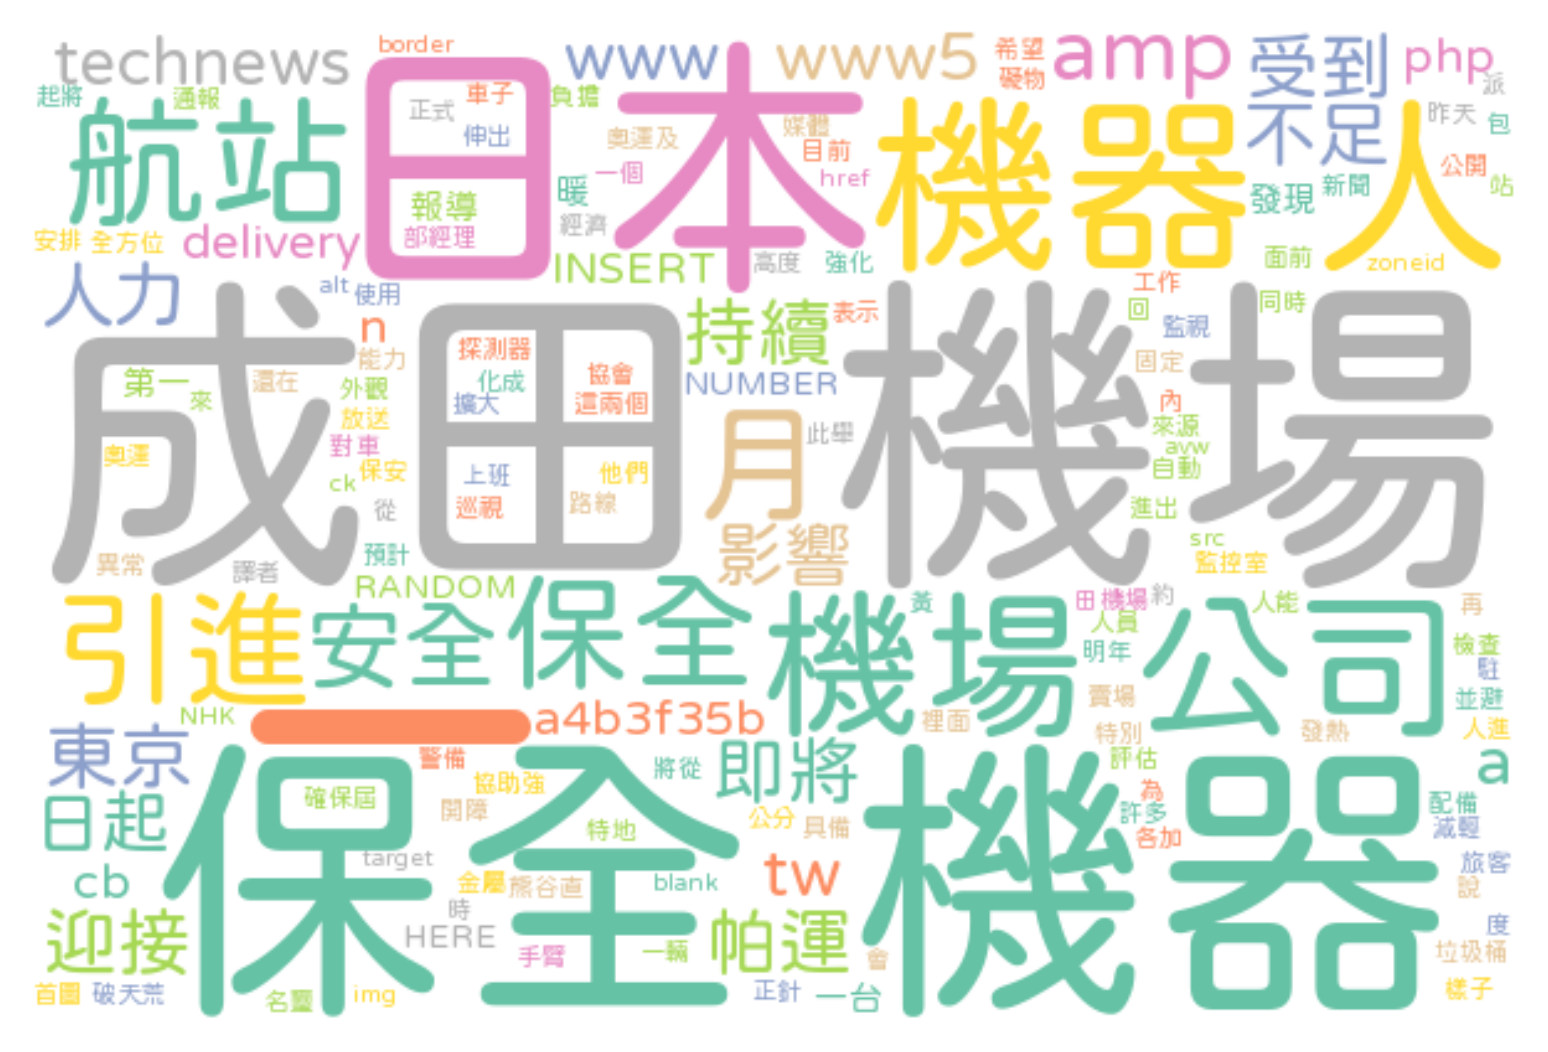 technews
border
www
www5
希望
礙物
amp
受到
php
派
起將
通報
航站
日本
正式
車子
伸出
報導
部經理
負擔
奧運及
一個
暖
經濟
媒體
目前
href
機器人
不足
發現
新聞
昨天
包
公開
站
安排
全方位
delivery
INSERT
高度
強化
面前
zoneid
人力
alt
使用
n
能力
外觀
放送
對車
保安
ck
從
預計
成田機場
第一
來
還在
奧運
異常
譯者
探測器
化成
擴大
協會
這兩個
上班
巡視
他們
路線
持續
表示
NUMBER
月
此舉
影響
工作
回
監視
同時
固定
內
來源
avw
自動
進出
src
監控室
RANDOM
引進
安全
保全
機場公司
黃
田機場
約
人員
明年
賣場
特別
裡面
人能
再
檢查
駐
並避
人進
發熱
評估
NHK
一
a4b3f35b
東京
日起
警備
協助強
開障
將從
即將
a
保全機器
確保屆
target
特地
公分
具備
為
許多
各加
配備
減輕
旅客
說
度
垃圾桶
樣子
cb
tw
金屬
熊谷直
blank
時
HERE
手臂
一輛
迎接
帕運
會
首圖
破天荒
名璽
img
正針
一台